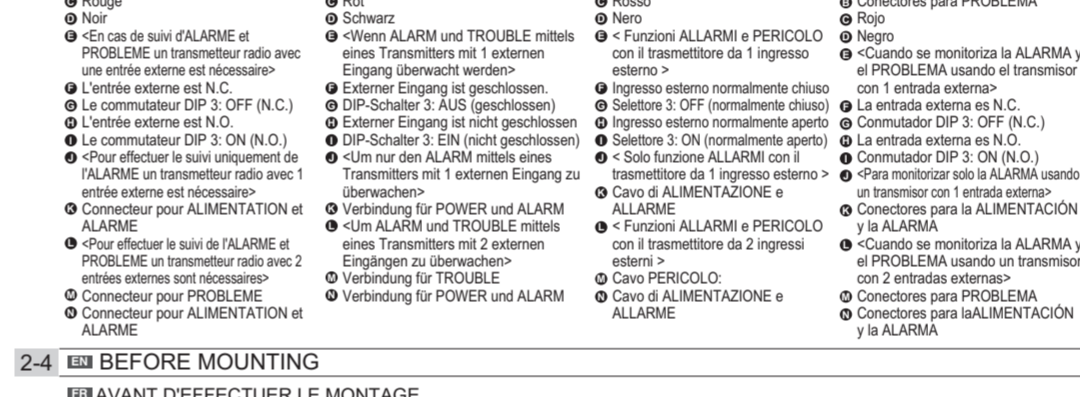 C Rouge
D Noir
E <En cas de suivi d'ALARME et
PROBLEME un transmetteur radio avec
une entrée externe est nécessaire>
F L'entrée externe est N.C.
G Le commutateur DIP 3: OFF (N.C.)
H L'entrée externe est N.O.
I Le commutateur DIP 3: ON (N.O.)
J <Pour effectuer le suivi uniquement de
l'ALARME un transmetteur radio avec 1
entrée externe est nécessaire>
K Connecteur pour ALIMENTATION et
ALARME
L <Pour effectuer le suivi de l'ALARME et
PROBLEME un transmetteur radio avec 2
entrées externes sont nécessaires>
M Connecteur pour PROBLEME
N Connecteur pour ALIMENTATION et
ALARME
C Rot
D Schwarz
E <Wenn ALARM und TROUBLE mittels
eines Transmitters mit 1 externen
Eingang überwacht werden>
F Externer Eingang ist geschlossen.
G DIP-Schalter 3: AUS (geschlossen)
H Externer Eingang ist nicht geschlossen
I DIP-Schalter 3: EIN (nicht geschlossen)
J <Um nur den ALARM mittels eines
Transmitters mit 1 externen Eingang zu
überwachen>
K Verbindung für POWER und ALARM
L <Um ALARM und TROUBLE mittels
eines Transmitters mit 2 externen
Eingängen zu überwachen>
M Verbindung für TROUBLE
N Verbindung für POWER und ALARM
C Rosso
D Nero
E < Funzioni ALLARMI e PERICOLO
con il trasmettitore da 1 ingresso
esterno >
F Ingresso esterno normalmente chiuso
G Selettore 3: OFF (normalmente chiuso)
H Ingresso esterno normalmente aperto
I Selettore 3: ON (normalmente aperto)
J < Solo funzione ALLARMI con il
trasmettitore da 1 ingresso esterno >
K Cavo di ALIMENTAZIONE e
ALLARME
L < Funzioni ALLARMI e PERICOLO
con il trasmettitore da 2 ingressi
esterni >
M Cavo PERICOLO:
N Cavo di ALIMENTAZIONE e
ALLARME
B Conectores para PROBLEMA
C Rojo
D Negro
E <Cuando se monitoriza la ALARMA y
el PROBLEMA usando el transmisor
con 1 entrada externa>
F La entrada externa es N.C.
G Conmutador DIP 3: OFF (N.C.)
H La entrada externa es N.O.
I Conmutador DIP 3: ON (N.O.)
J <Para monitorizar solo la ALARMA usando
un transmisor con 1 entrada externa>
K Conectores para la ALIMENTACIÓN
y la ALARMA
L <Cuando se monitoriza la ALARMA y
el PROBLEMA usando un transmisor
con 2 entradas externas>
M Conectores para PROBLEMA
N Conectores para laALIMENTACIÓN
y la ALARMA
2-4 EN BEFORE MOUNTING
FR AVANT D'EFFECTUER LE MONTAGE